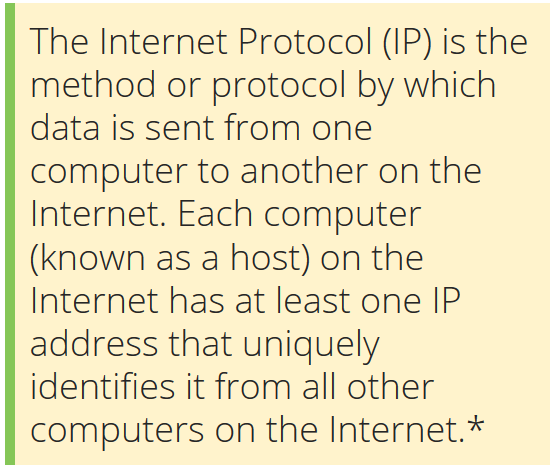 The Internet Protocol (IP) is the
method or protocol by which
data is sent from one
computer to another on the
Internet. Each computer
(known as a host) on the
Internet has at least one IP
address that uniquely
identifies it from all other
computers on the Internet.*